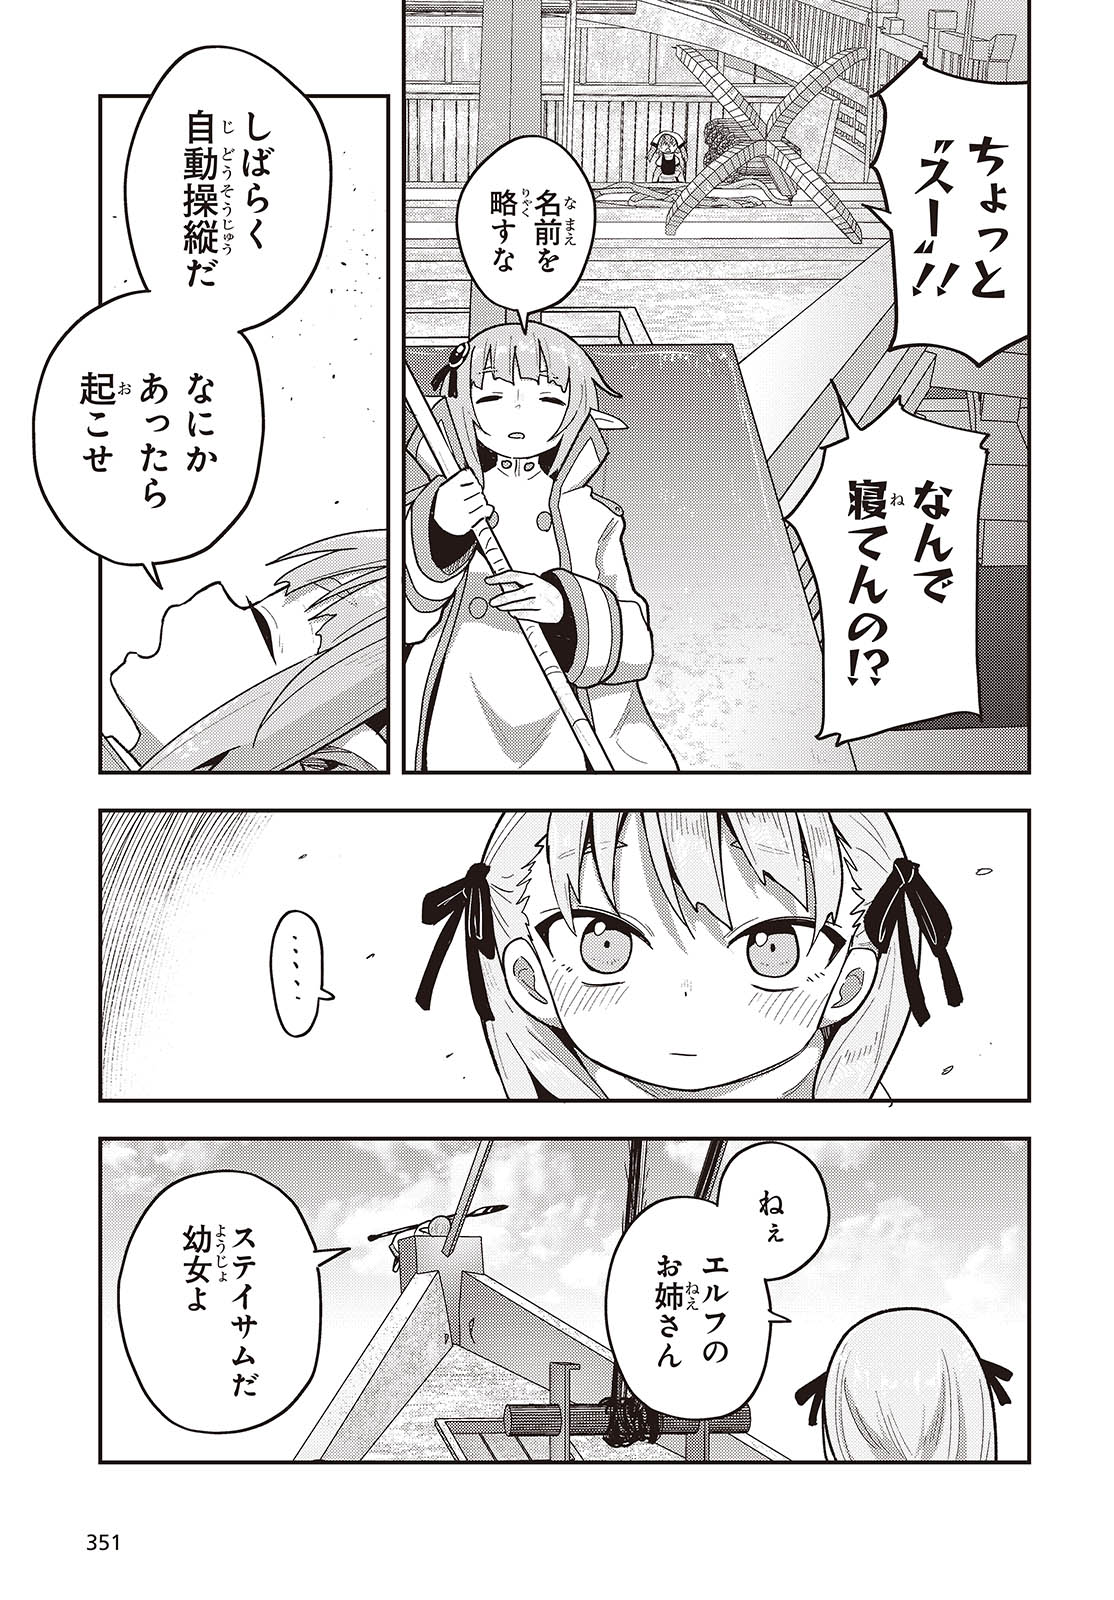 ちょっと
“ズー”!!
なんで
寝てんの!?
名前を
略すな
しばらく
自動操縦だ
なにか
あったら
起こせ
……
ねぇ
エルフの
お姉さん
ステイサムだ
幼女よ
351